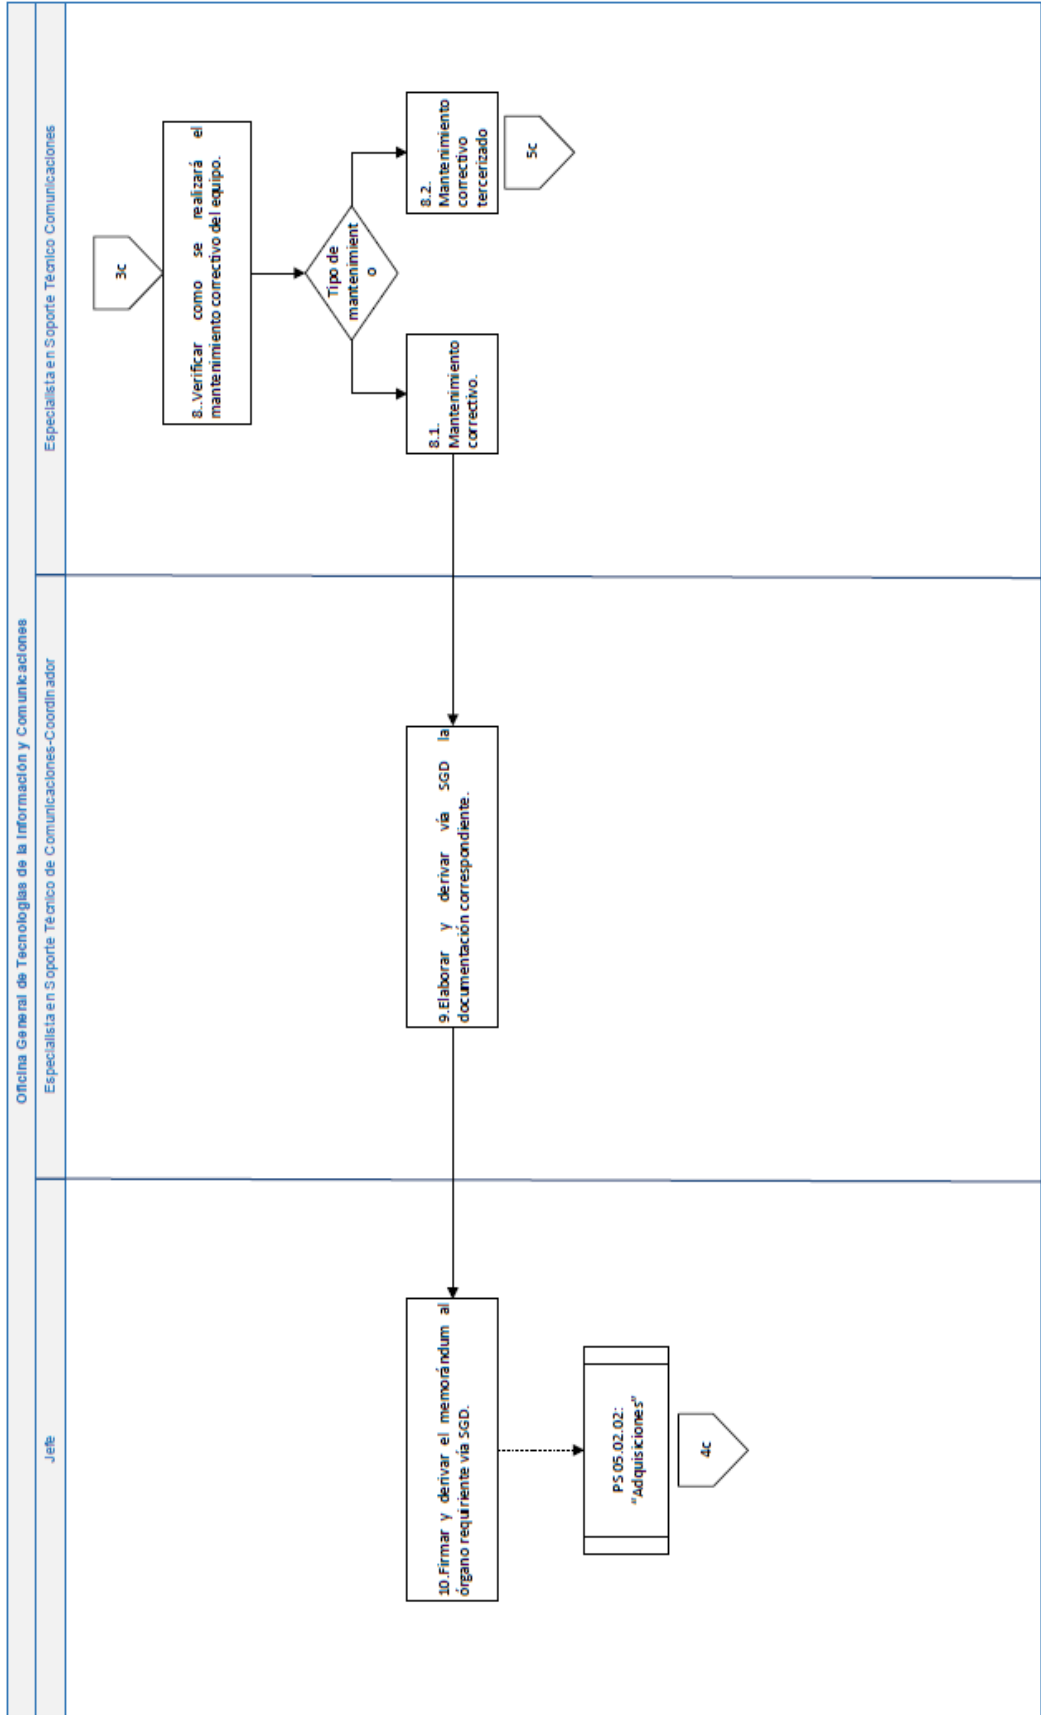 Oficina General de Tecnologías de la Información y Comunicaciones
Jefe
Especialista en Soporte Técnico de Comunicaciones-Coordinador
Especialista en Soporte Técnico Comunicaciones
3c
8..Verificar como se realizará el
mantenimiento correctivo del equipo.
Tipo de
mantenimient
o
8.1.
Mantenimiento
correctivo.
8.2.
Mantenimiento
correctivo
tercerizado
5c
9.Elaborar y derivar vía SGD la
documentación correspondiente.
10.Firmar y derivar el memorándum al
órgano requiriente vía SGD.
PS 05.02.02:
"Adquisiciones"
4c